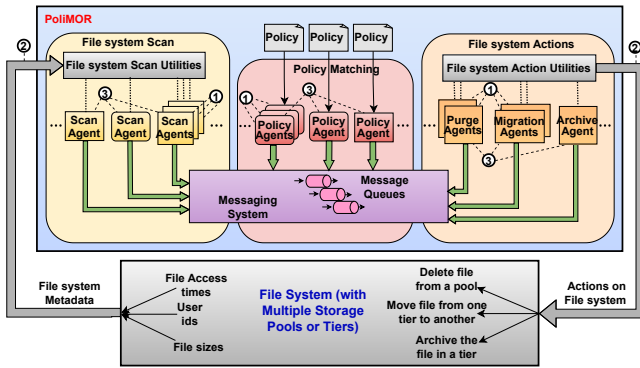 PoliMOR
②
File system Scan
File system Scan Utilities
③
①
Scan
Agent
Scan
Agent
Scan
Agents
...
...
Policy
Policy
Policy
Policy Matching
①
③
Policy
Agents
Policy
Agent
Policy
Agent
...
...
File system Actions
②
File system Action Utilities
①
Purge
Agents
Migration
Agents
Archive
Agent
③
...
...
Messaging
System
Message
Queues
File system
Metadata
File Access
times
User
ids
File sizes
File System (with
Multiple Storage
Pools or Tiers)
Delete file
from a pool
Move file from one
tier to another
Archive the
file in a tier
Actions on
File system